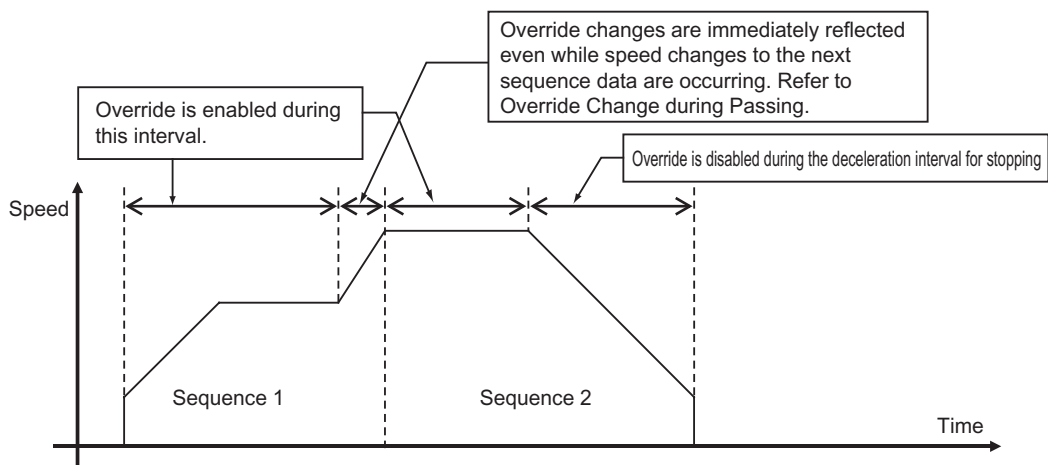 Override changes are immediately reflected
even while speed changes to the next
sequence data are occurring. Refer to
Override Change during Passing.
Override is enabled during
this interval.
Override is disabled during the deceleration interval for stopping
Speed
Sequence 1
Sequence 2
Time